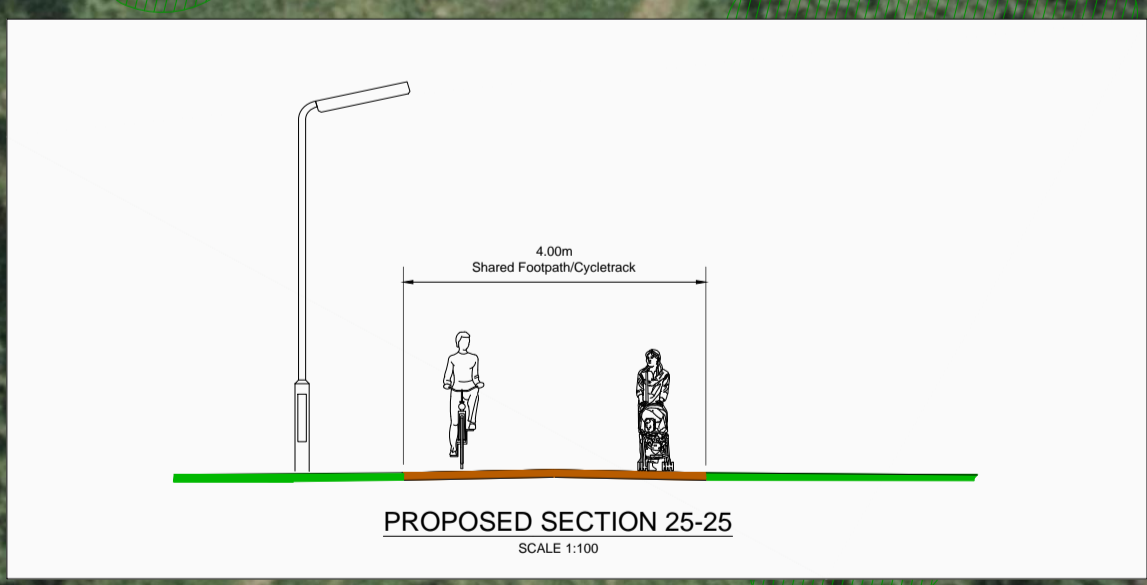 4.00m
Shared Footpath/Cycletrack
PROPOSED SECTION 25-25
SCALE 1:100